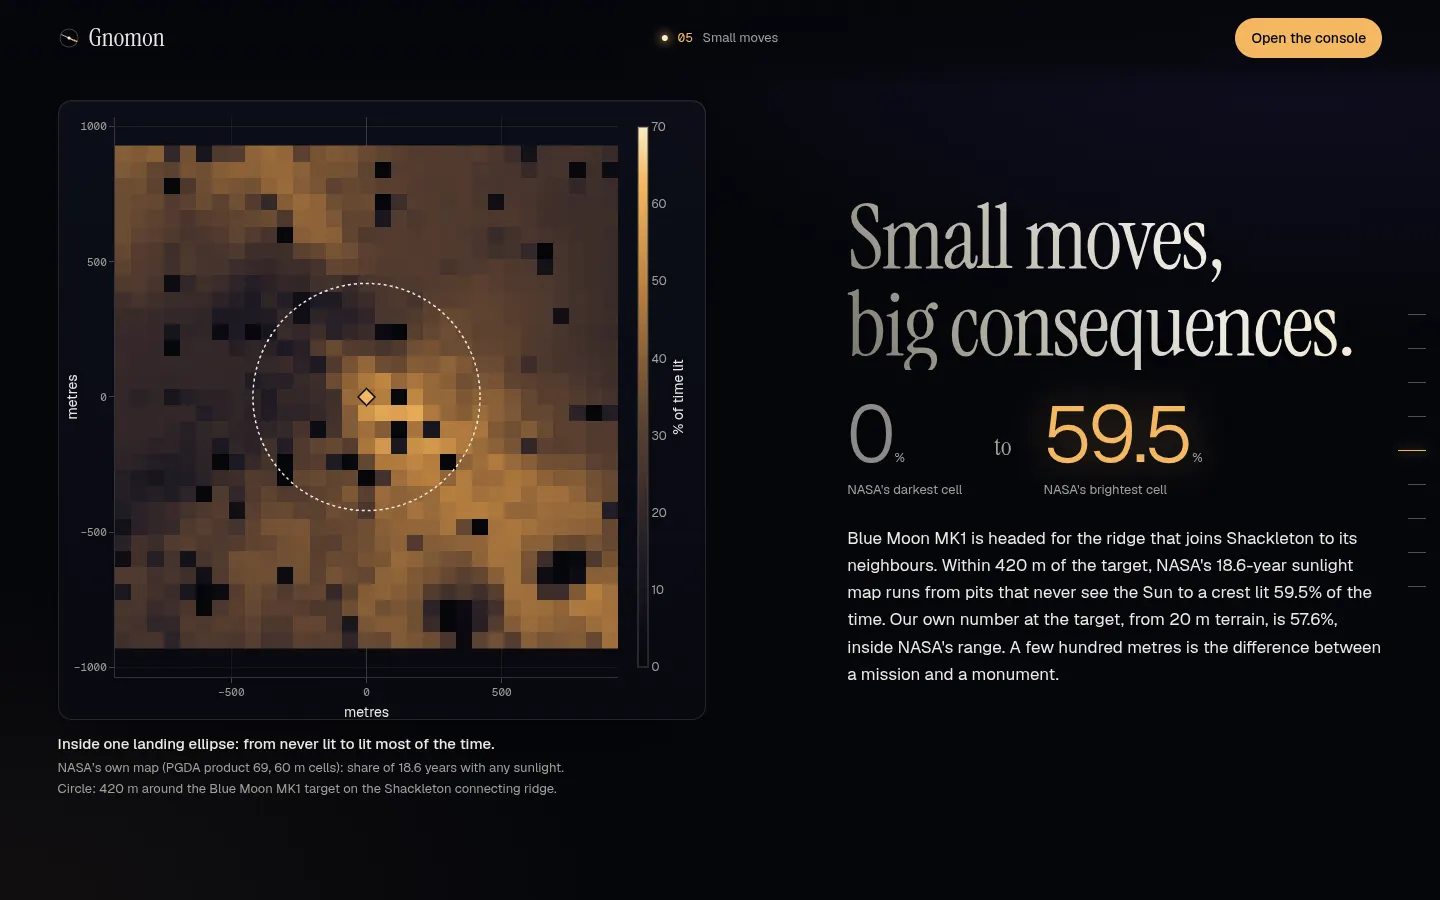 Gnomon
05 Small moves
Open the console
1000
500
0
−500
−1000
metres
−500
0
500
metres
70
60
50
40
30
20
10
0
% of time lit
Inside one landing ellipse: from never lit to lit most of the time.
NASA's own map (PGDA product 69, 60 m cells): share of 18.6 years with any sunlight.
Circle: 420 m around the Blue Moon MK1 target on the Shackleton connecting ridge.
Small moves,
big consequences.
0% to 59.5%
NASA's darkest cell
NASA's brightest cell
Blue Moon MK1 is headed for the ridge that joins Shackleton to its
neighbours. Within 420 m of the target, NASA's 18.6-year sunlight
map runs from pits that never see the Sun to a crest lit 59.5% of the
time. Our own number at the target, from 20 m terrain, is 57.6%,
inside NASA's range. A few hundred metres is the difference between
a mission and a monument.